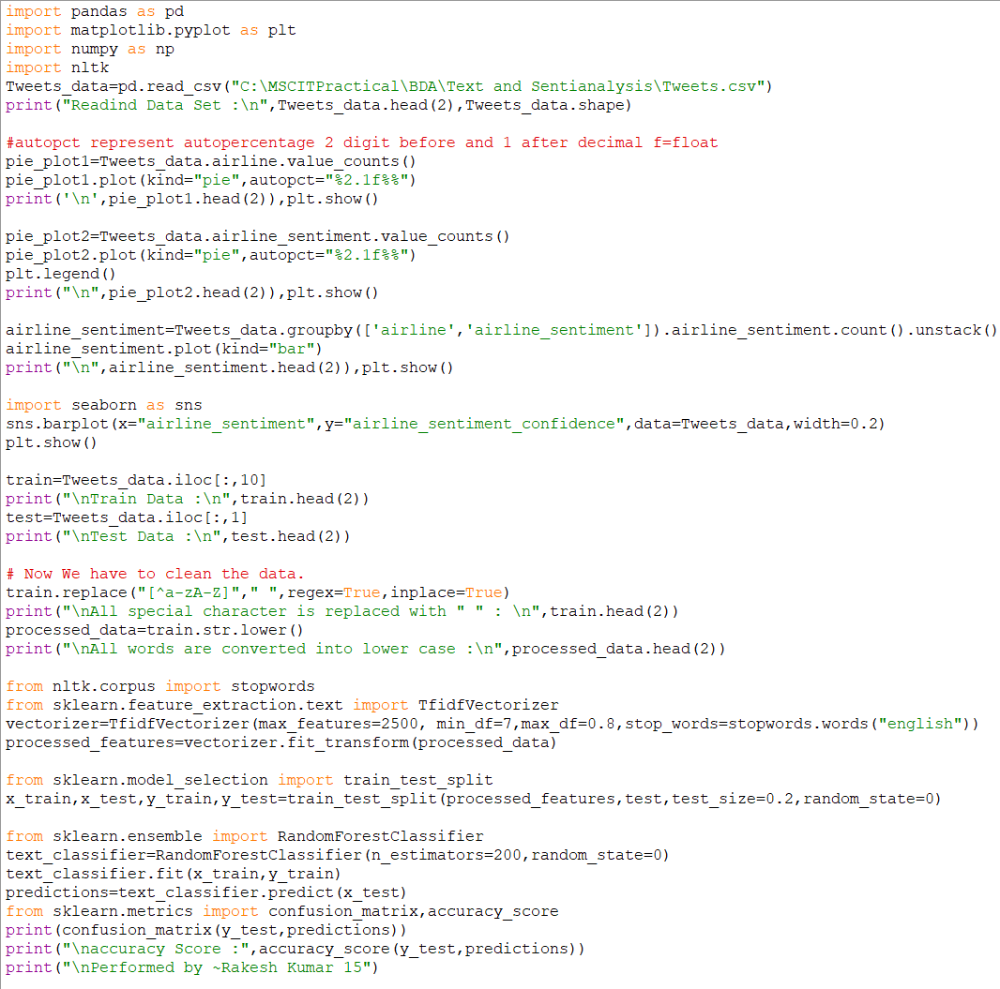 import pandas as pd
import matplotlib.pyplot as plt
import numpy as np
import nltk
Tweets_data=pd.read_csv("C:\MSCITPractical\BDA\Text and Sentianalysis\Tweets.csv")
print("Readind Data Set :\n",Tweets_data.head(2),Tweets_data.shape)
#autopct represent autopercentage 2 digit before and 1 after decimal f=float
pie_plot1=Tweets_data.airline.value_counts()
pie_plot1.plot(kind="pie",autopct="%2.1f%%")
print('\n',pie_plot1.head(2)),plt.show()
pie_plot2=Tweets_data.airline_sentiment.value_counts()
pie_plot2.plot(kind="pie",autopct="%2.1f%%")
plt.legend()
print("\n",pie_plot2.head(2)),plt.show()
airline_sentiment=Tweets_data.groupby(['airline','airline_sentiment']).airline_sentiment.count().unstack()
airline_sentiment.plot(kind="bar")
print("\n",airline_sentiment.head(2)),plt.show()
import seaborn as sns
sns.barplot(x="airline_sentiment",y="airline_sentiment_confidence",data=Tweets_data,width=0.2)
plt.show()
train=Tweets_data.iloc[:,10]
print("\nTrain Data :\n",train.head(2))
test=Tweets_data.iloc[:,1]
print("\nTest Data :\n",test.head(2))
# Now We have to clean the data.
train.replace("[^a-zA-Z]"," ",regex=True,inplace=True)
print("\nAll special character is replaced with " " : \n",train.head(2))
processed_data=train.str.lower()
print("\nAll words are converted into lower case :\n",processed_data.head(2))
from nltk.corpus import stopwords
from sklearn.feature_extraction.text import TfidfVectorizer
vectorizer=TfidfVectorizer(max_features=2500, min_df=7,max_df=0.8,stop_words=stopwords.words("english"))
processed_features=vectorizer.fit_transform(processed_data)
from sklearn.model_selection import train_test_split
x_train,x_test,y_train,y_test=train_test_split(processed_features,test,test_size=0.2,random_state=0)
from sklearn.ensemble import RandomForestClassifier
text_classifier=RandomForestClassifier(n_estimators=200,random_state=0)
text_classifier.fit(x_train,y_train)
predictions=text_classifier.predict(x_test)
from sklearn.metrics import confusion_matrix,accuracy_score
print(confusion_matrix(y_test,predictions))
print("\naccuracy Score :",accuracy_score(y_test,predictions))
print("\nPerformed by ~Rakesh Kumar 15")